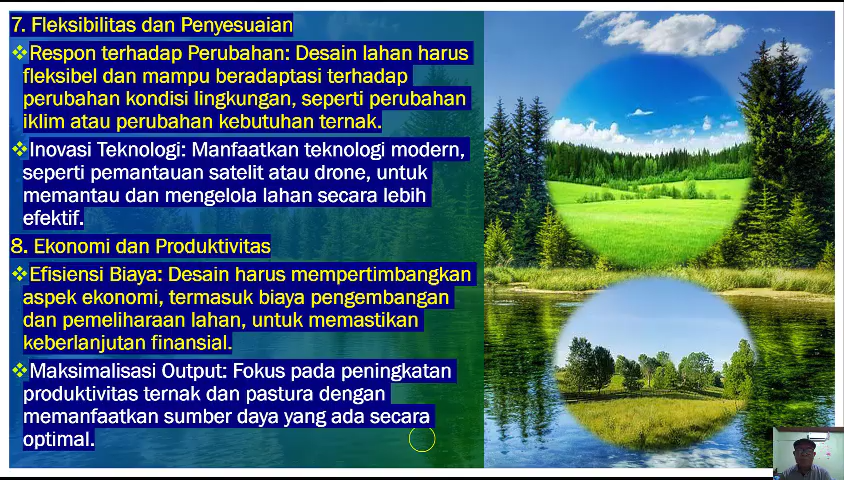 7. Fleksibilitas dan Penyesuaian
❖Respon terhadap Perubahan: Desain lahan harus
fleksibel dan mampu beradaptasi terhadap
perubahan kondisi lingkungan, seperti perubahan
iklim atau perubahan kebutuhan ternak.
❖Inovasi Teknologi: Manfaatkan teknologi modern,
seperti pemantauan satelit atau drone, untuk
memantau dan mengelola lahan secara lebih
efektif.
8. Ekonomi dan Produktivitas
❖Efisiensi Biaya: Desain harus mempertimbangkan
aspek ekonomi, termasuk biaya pengembangan
dan pemeliharaan lahan, untuk memastikan
keberlanjutan finansial.
❖Maksimalisasi Output: Fokus pada peningkatan
produktivitas ternak dan pastura dengan
memanfaatkan sumber daya yang ada secara
optimal.